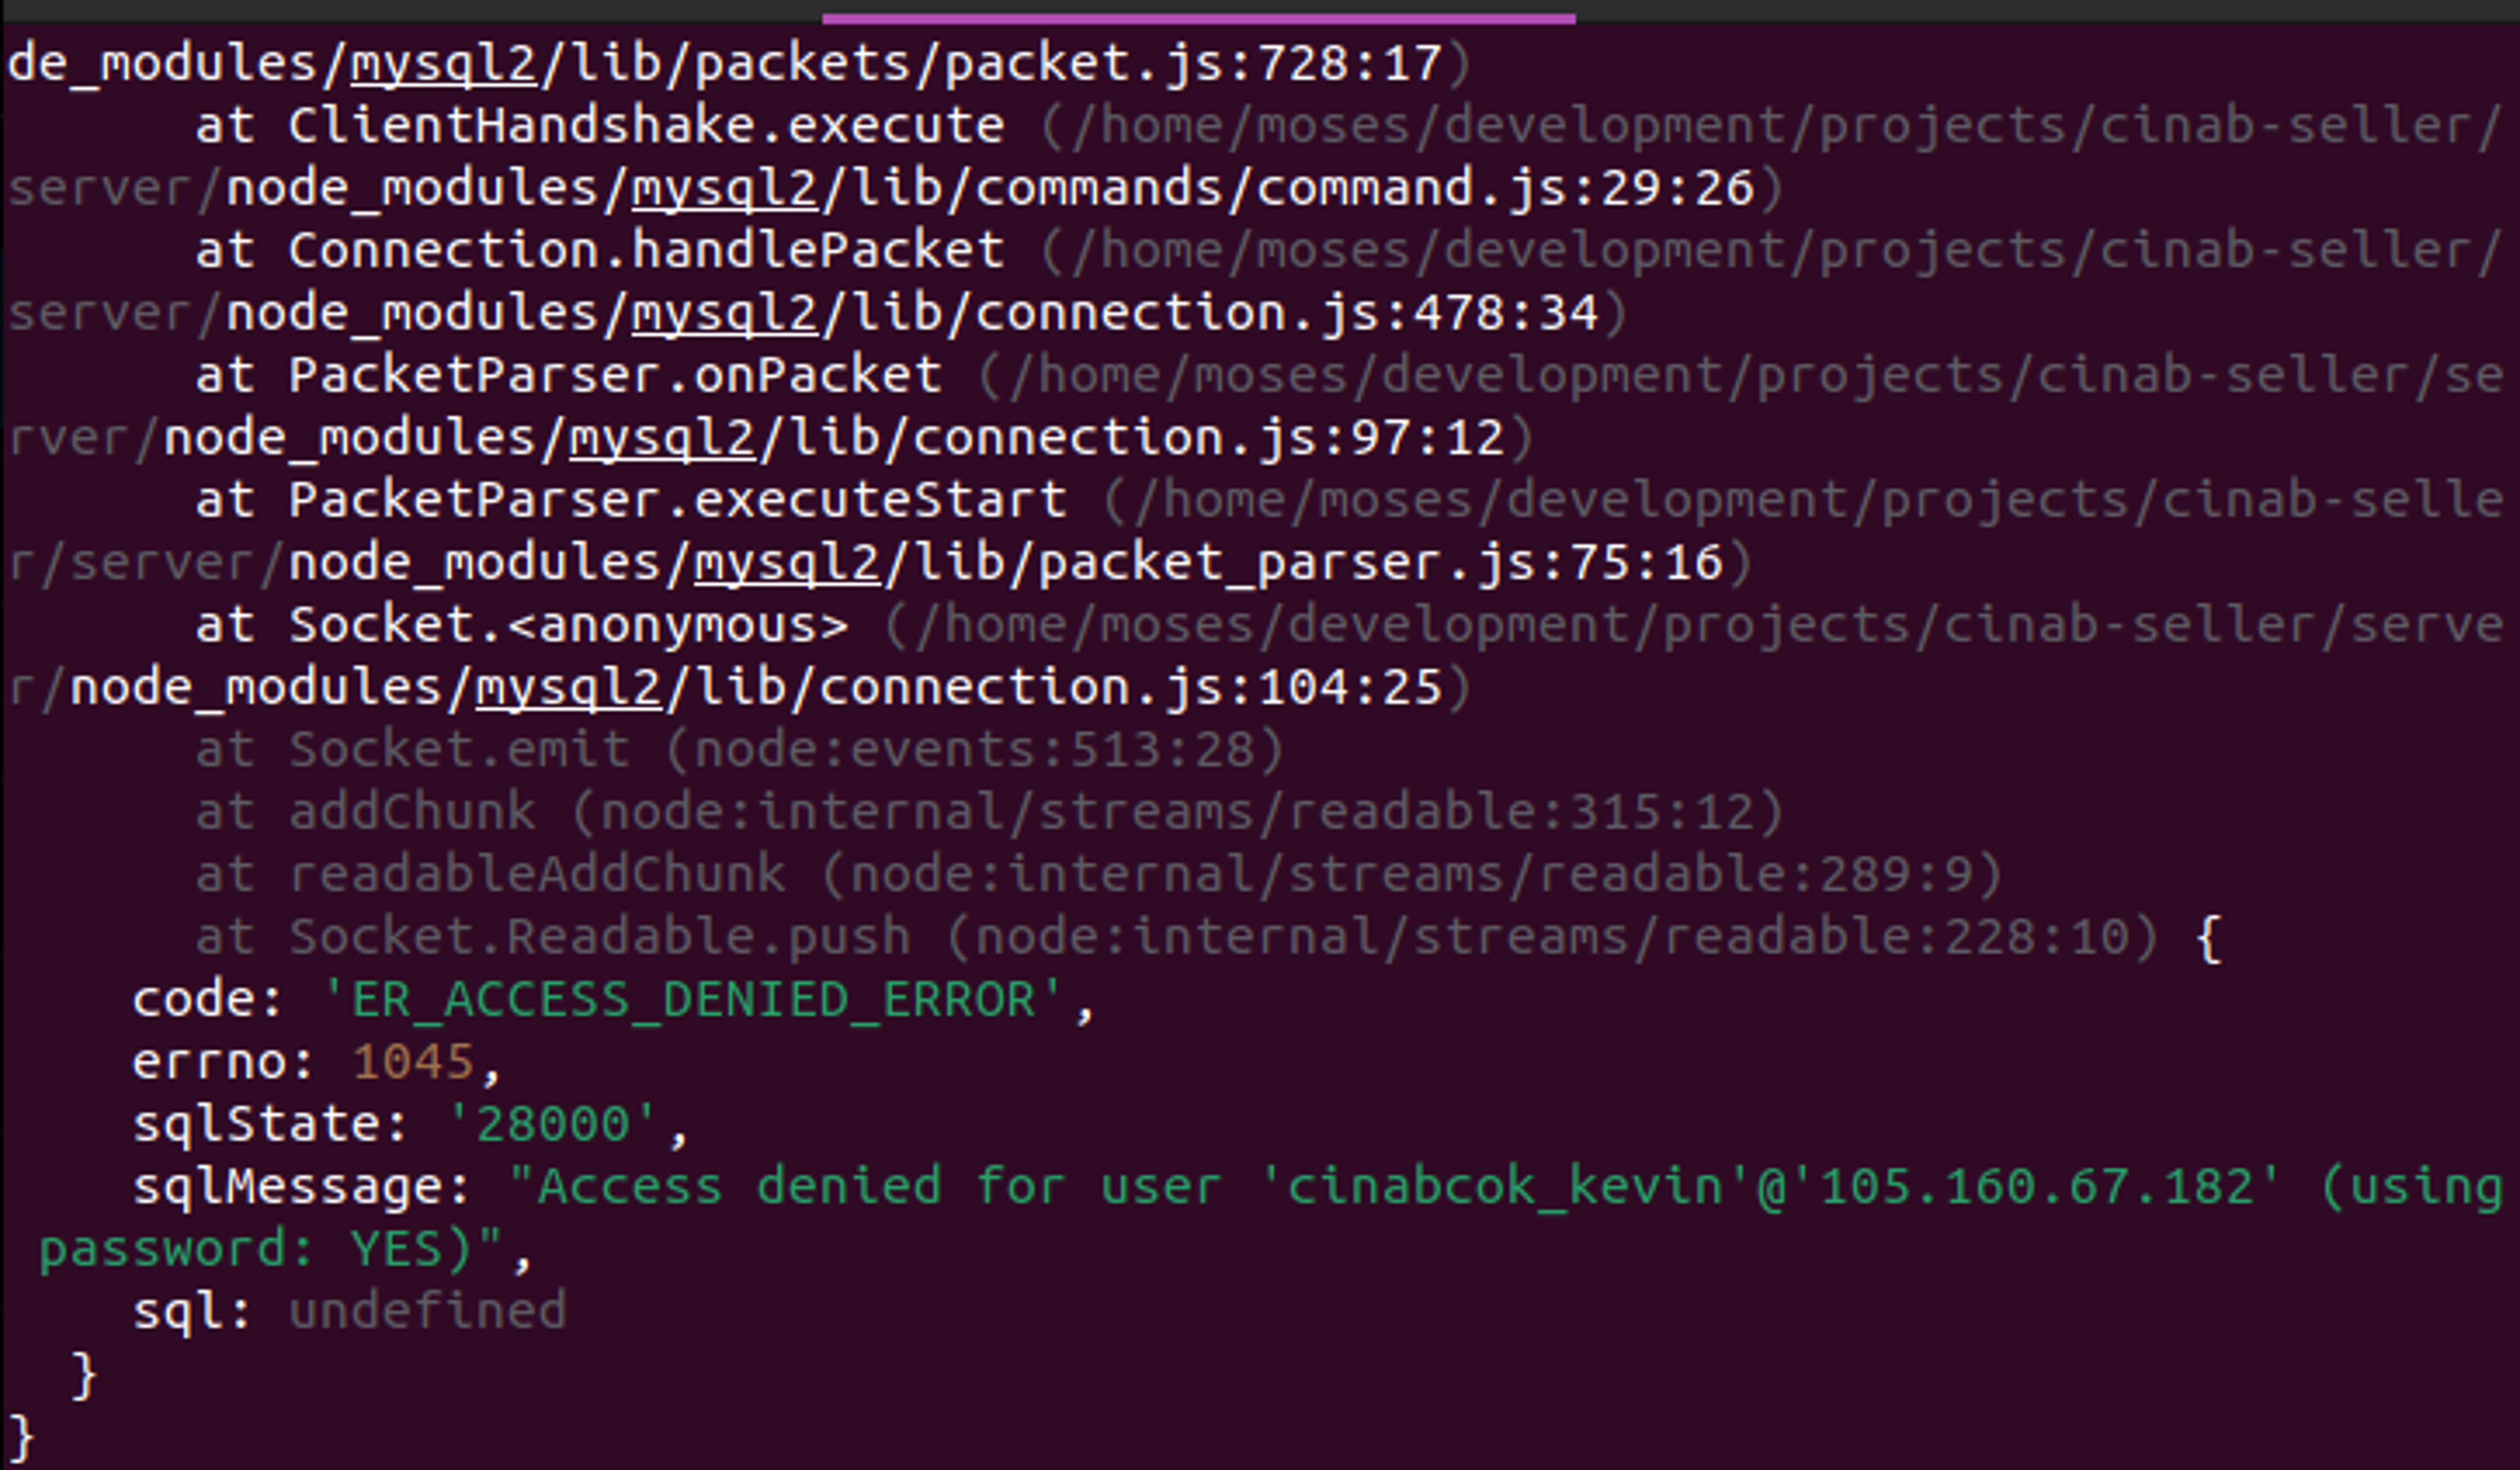 de_modules/mysql2/lib/packets/packet.js:728:17)
at ClientHandshake.execute (/home/moses/development/projects/cinab-seller/
server/node_modules/mysql2/lib/commands/command.js:29:26)
at Connection.handlePacket (/home/moses/development/projects/cinab-seller/
server/node_modules/mysql2/lib/connection.js:478:34)
at PacketParser.onPacket (/home/moses/development/projects/cinab-seller/se
rver/node_modules/mysql2/lib/connection.js:97:12)
at PacketParser.executeStart (/home/moses/development/projects/cinab-selle
r/server/node_modules/mysql2/lib/packet_parser.js:75:16)
at Socket.<anonymous> (/home/moses/development/projects/cinab-seller/serve
r/node_modules/mysql2/lib/connection.js:104:25)
at Socket.emit (node:events:513:28)
at addChunk (node:internal/streams/readable:315:12)
at readableAddChunk (node:internal/streams/readable:289:9)
at Socket.Readable.push (node:internal/streams/readable:228:10) {
code: 'ER_ACCESS_DENIED_ERROR',
errno: 1045,
sqlState: '28000',
sqlMessage: "Access denied for user 'cinabcok_kevin'@'105.160.67.182' (using
password: YES)",
sql: undefined
}
}